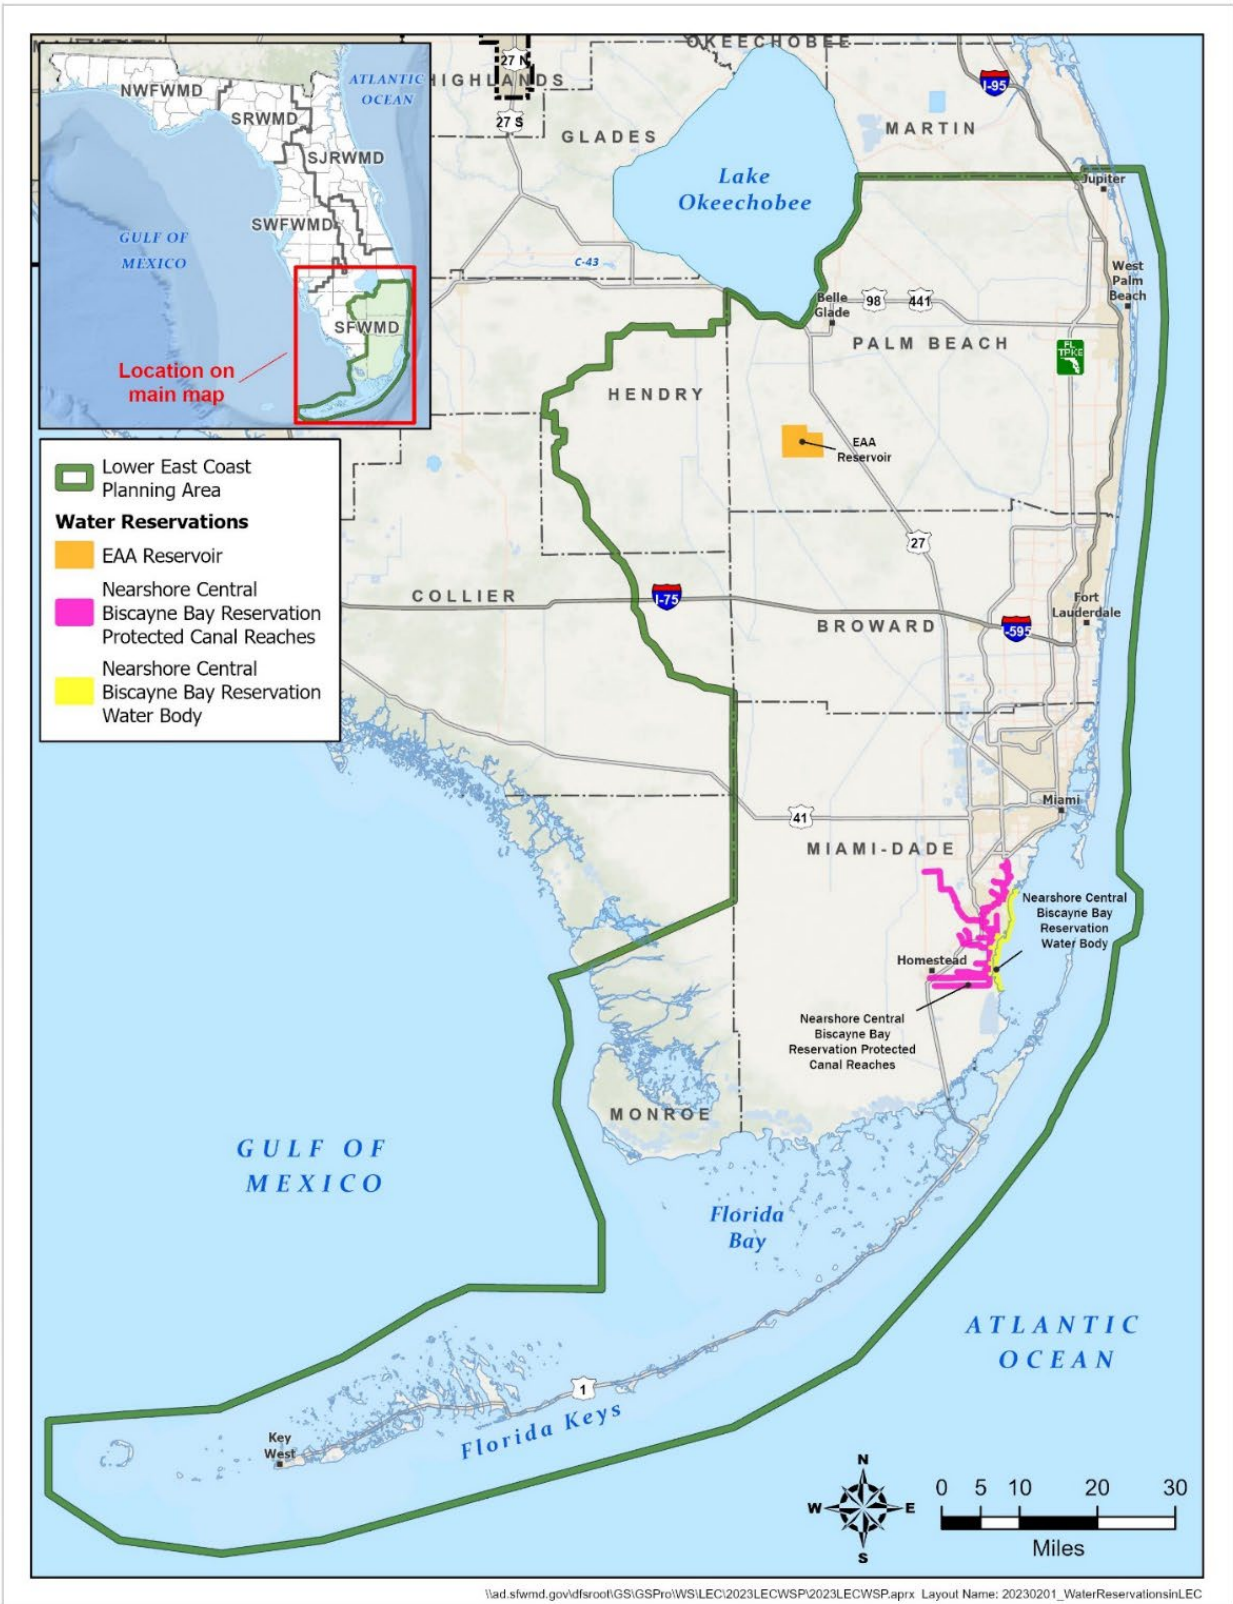 OKEECHOBEE
27 N
HIGHLANDS
27 S
GLADES
MARTIN
I-95
ATLANTIC
OCEAN
NWFWMD
SRWMD
SJRWMD
SWFWMD
GULF OF
MEXICO
SFWMD
Location on
main map
Lake
Okeechobee
Jupiter
C-43
West
Palm
Beach
Belle
Glade
98
441
PALM BEACH
FL
TPKE
HENDRY
EAA
Reservoir
Lower East Coast
Planning Area
Water Reservations
EAA Reservoir
Nearshore Central
Biscayne Bay Reservation
Protected Canal Reaches
Nearshore Central
Biscayne Bay Reservation
Water Body
27
COLLIER
I-75
Fort
Lauderdale
BROWARD
I-595
Miami
41
MIAMI-DADE
Nearshore Central
Biscayne Bay
Reservation
Water Body
Homestead
Nearshore Central
Biscayne Bay
Reservation Protected
Canal Reaches
MONROE
GULF OF
MEXICO
Florida
Bay
ATLANTIC
OCEAN
1
Florida Keys
Key
West
N
W E
S
0 5 10 20 30
Miles
\\ad.sfwmd.gov\dfsroot\GS\GSPro\WS\LEC\2023LECWSP\2023LECWSP.aprx Layout Name: 20230201_WaterReservationsinLEC